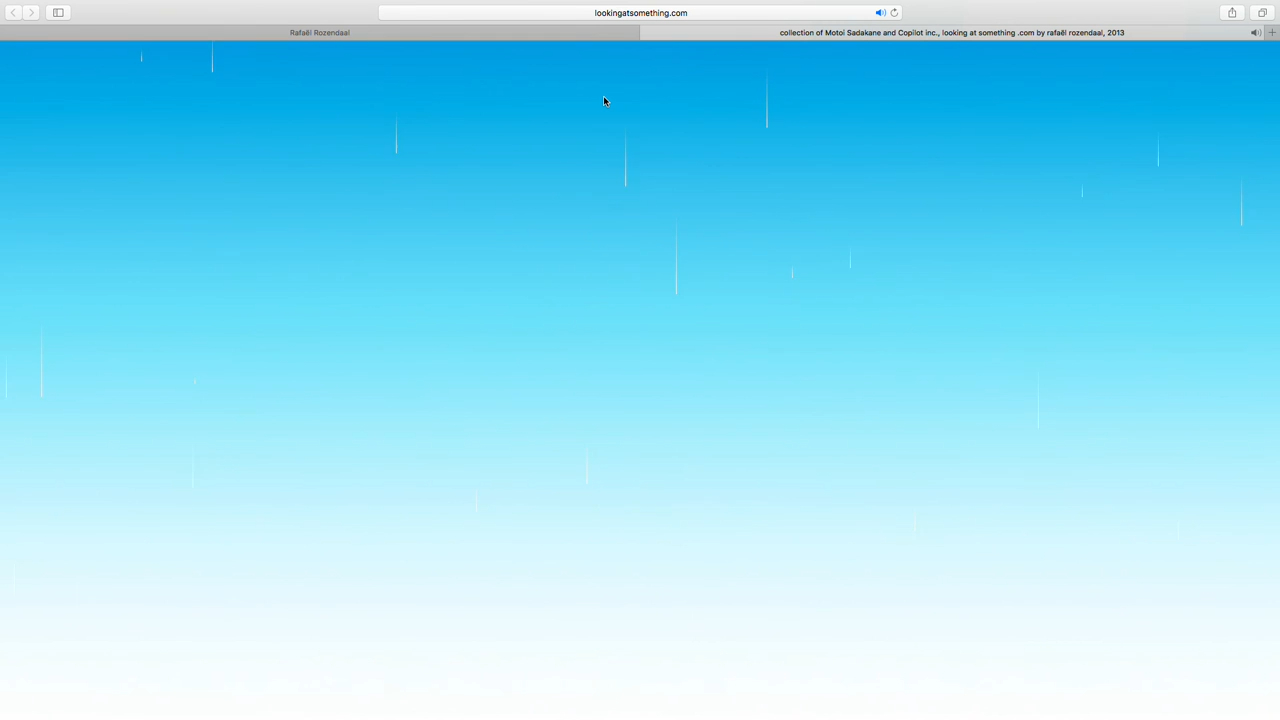 lookingatsomething.com
Rafaël Rozendaal
collection of Motoi Sadakane and Copilot inc., looking at something .com by rafaël rozendaal, 2013